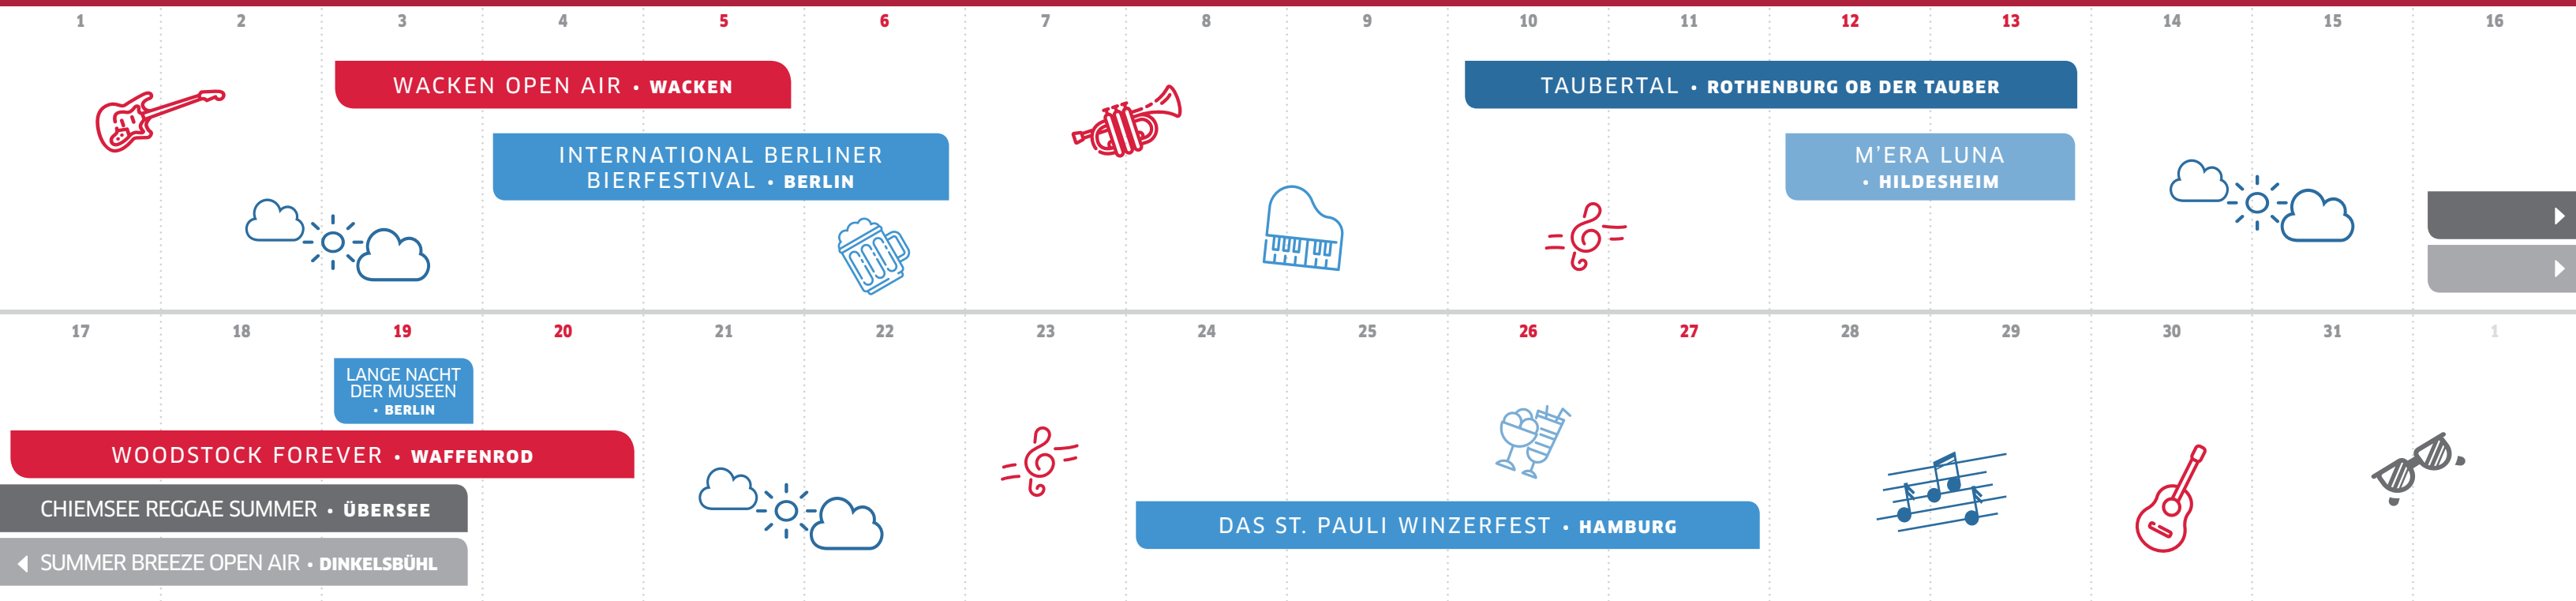 1 2 3 4 5 6 7 8 9 10 11 12 13 14 15 16
WACKEN OPEN AIR • WACKEN
TAUBERTAL • ROTHENBURG OB DER TAUBER
INTERNATIONAL BERLINER
BIERFESTIVAL • BERLIN
M'ERA LUNA
• HILDESHEIM
17 18 19 20 21 22 23 24 25 26 27 28 29 30 31 1
LANGE NACHT
DER MUSEEN
• BERLIN
WOODSTOCK FOREVER • WAFFENROD
CHIEMSEE REGGAE SUMMER • ÜBERSEE
DAS ST. PAULI WINZERFEST • HAMBURG
SUMMER BREEZE OPEN AIR • DINKELSBÜHL